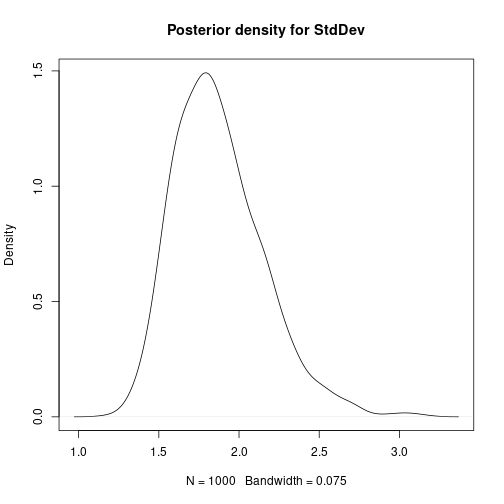 Posterior density for StdDev
1.5
1.0
0.5
0.0
Density
1.0 1.5 2.0 2.5 3.0
N = 1000 Bandwidth = 0.075